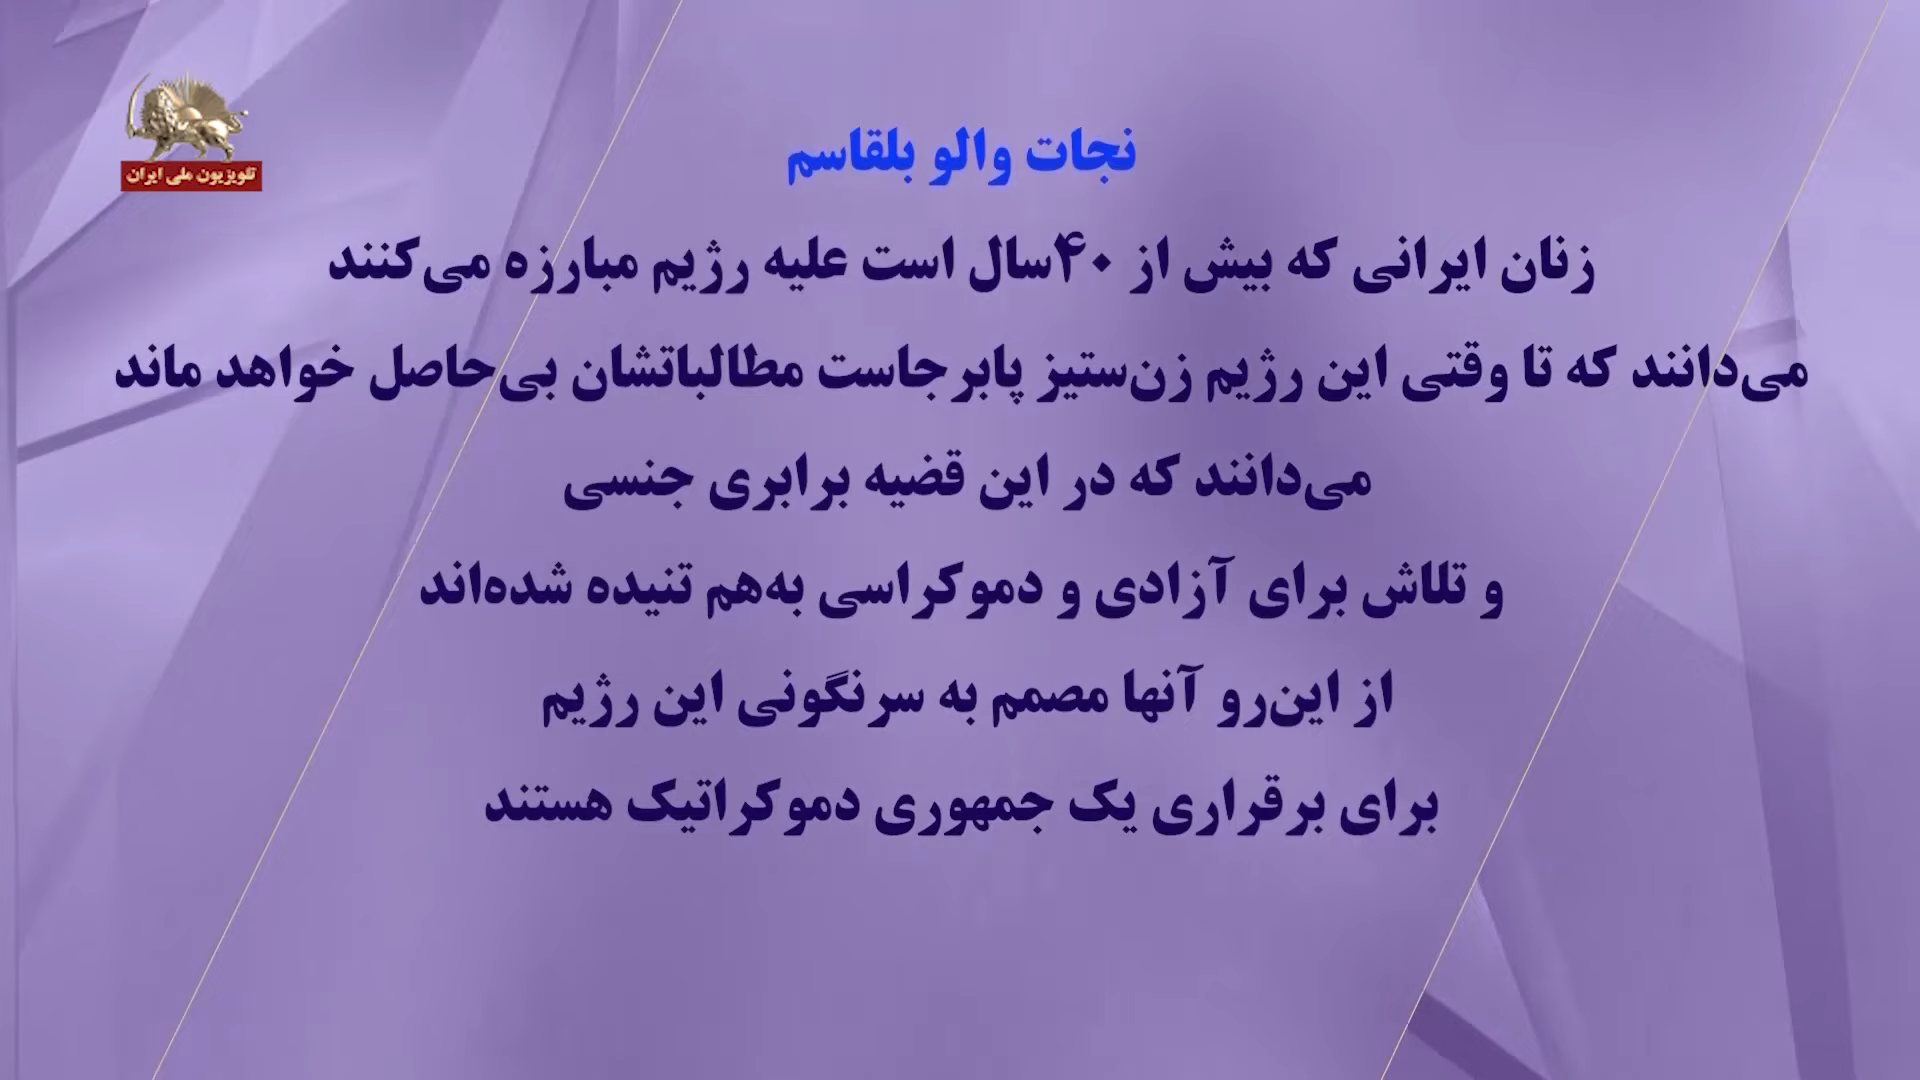 تلویزیون ملی ایران
نجات والو بلقاسم
زنان ایرانی که بیش از ۴۰سال است علیه رژیم مبارزه می‌کنند
می‌دانند که تا وقتی این رژیم زن‌ستیز پابرجاست مطالباتشان بی‌حاصل خواهد ماند
می‌دانند که در این قضیه برابری جنسی
و تلاش برای آزادی و دموکراسی به‌هم تنیده شده‌اند
از این‌رو آنها مصمم به سرنگونی این رژیم
برای برقراری یک جمهوری دموکراتیک هستند